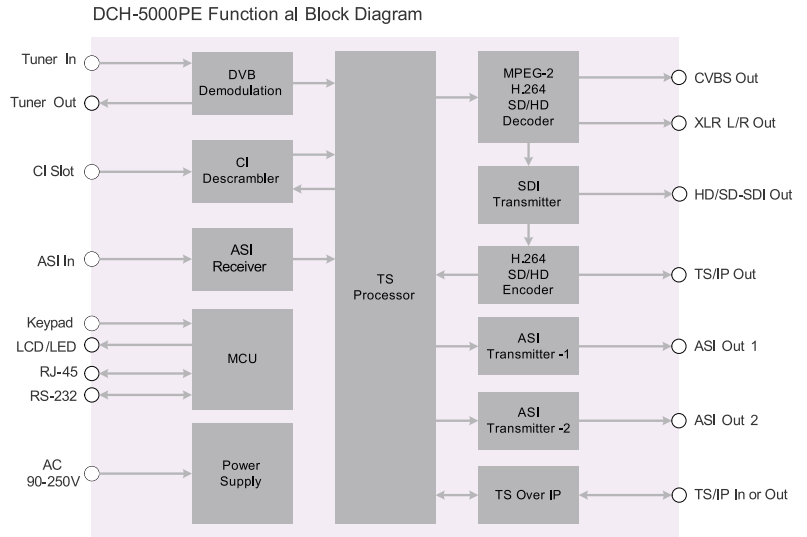 DCH-5000PE Function al Block Diagram
Tuner In
Tuner Out
CI Slot
ASI In
Keypad
LCD/LED
RJ-45
RS-232
AC
90-250V
DVB
Demodulation
CI
Descrambler
ASI
Receiver
MCU
Power
Supply
TS
Processor
MPEG-2
H.264
SD/HD
Decoder
SDI
Transmitter
H.264
SD/HD
Encoder
ASI
Transmitter -1
ASI
Transmitter -2
TS Over IP
CVBS Out
XLR L/R Out
HD/SD-SDI Out
TS/IP Out
ASI Out 1
ASI Out 2
TS/IP In or Out